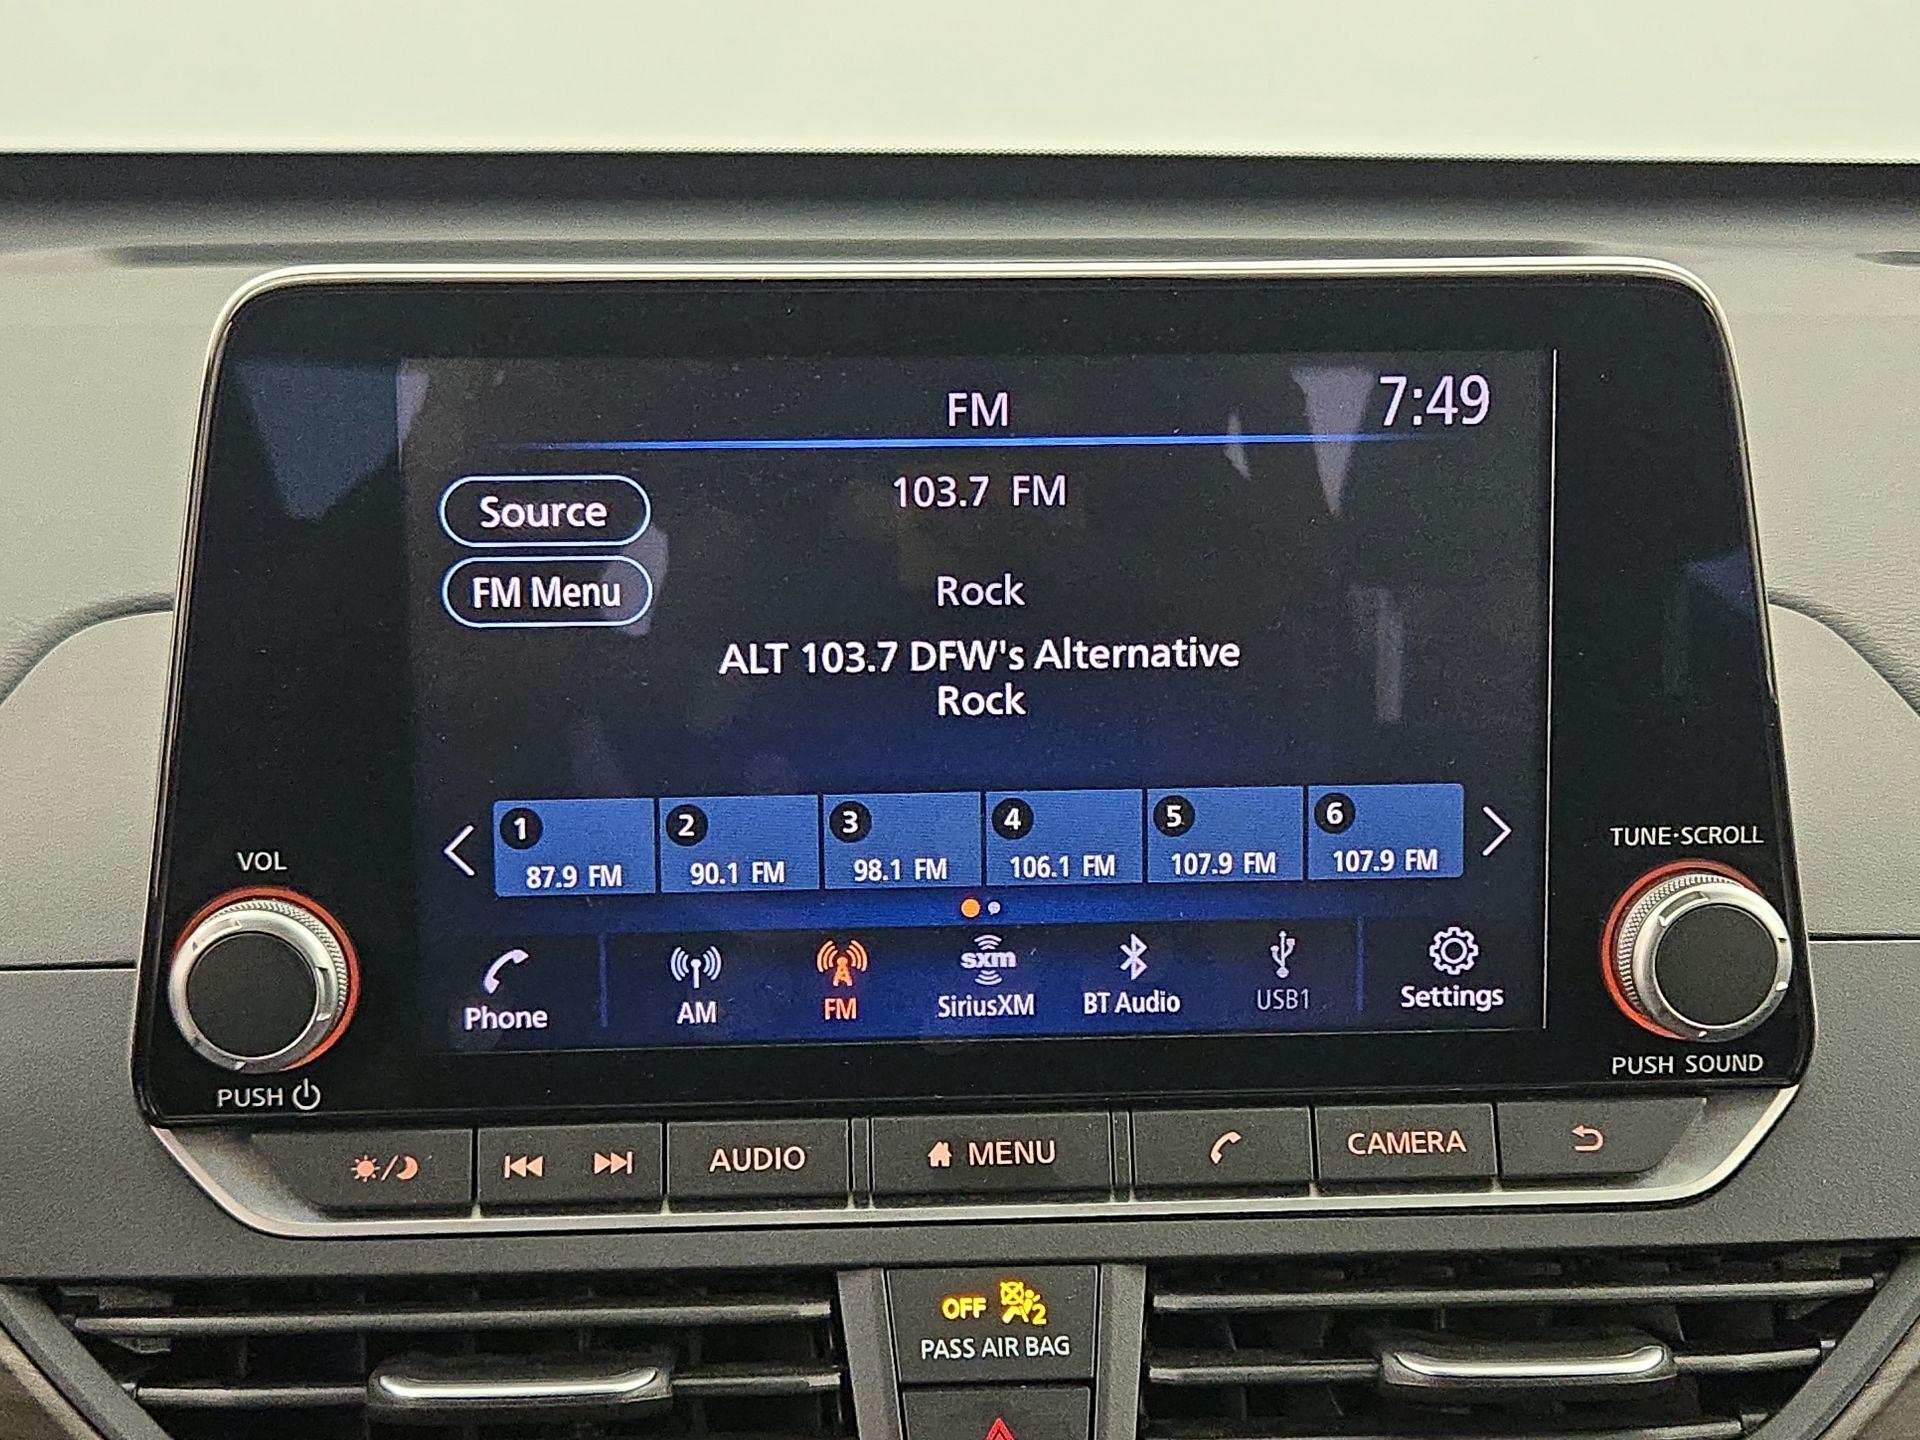 FM
7:49
Source
103.7 FM
FM Menu
Rock
ALT 103.7 DFW's Alternative
Rock
1
87.9 FM
2
90.1 FM
3
98.1 FM
4
106.1 FM
5
107.9 FM
6
107.9 FM
VOL
TUNE·SCROLL
Phone
AM
FM
sxm
SiriusXM
BT Audio
USB1
Settings
PUSH
PUSH SOUND
AUDIO
MENU
CAMERA
OFF
2
PASS AIR BAG